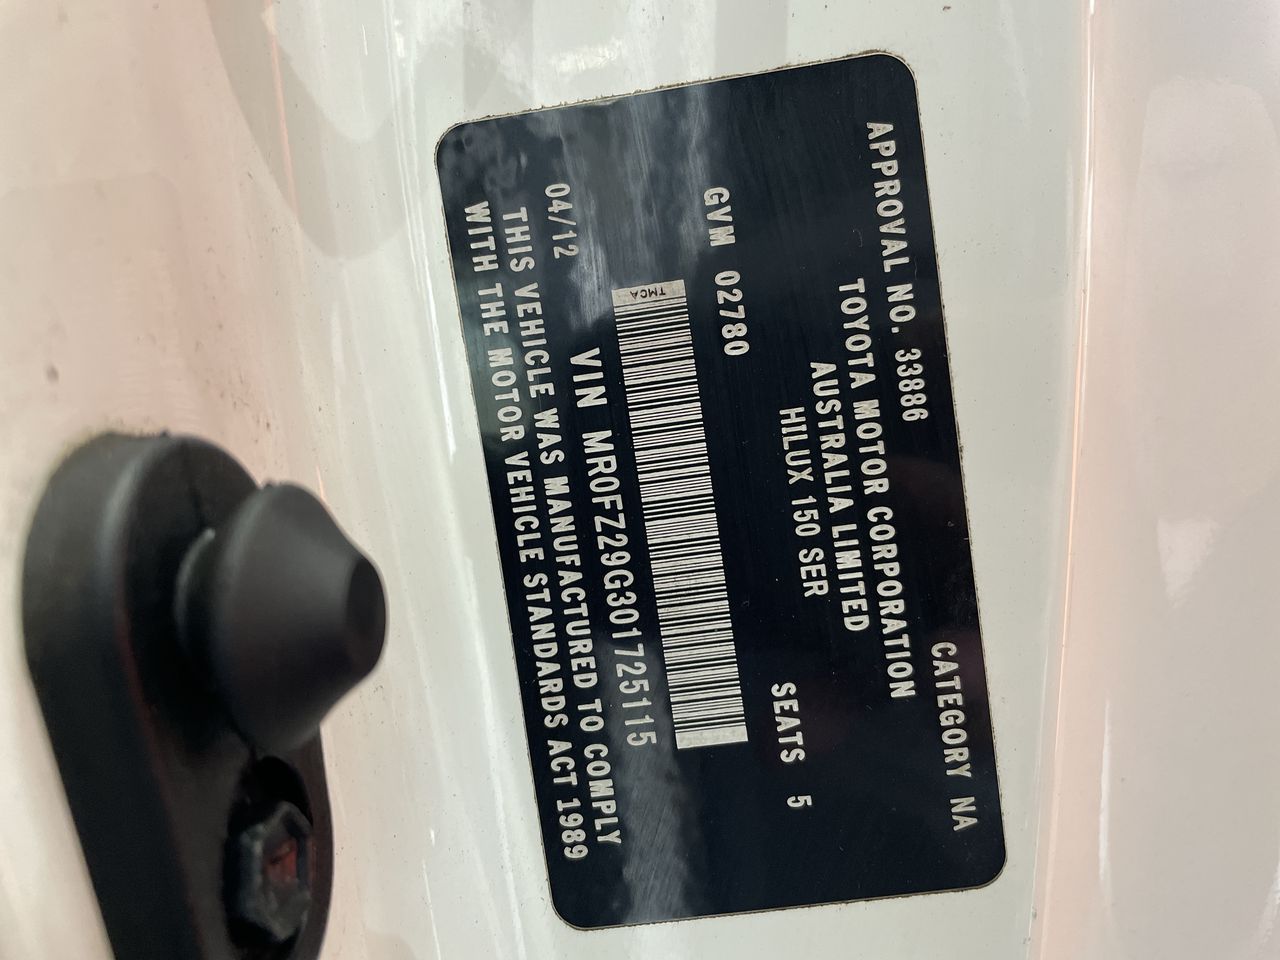 APPROVAL NO. 33886 CATEGORY NA
TOYOTA MOTOR CORPORATION
AUSTRALIA LIMITED
HILUX 150 SER
GVM 02780 SEATS 5
TMCA
VIN MR0FZ29G301725115
04/12
THIS VEHICLE WAS MANUFACTURED TO COMPLY
WITH THE MOTOR VEHICLE STANDARDS ACT 1989